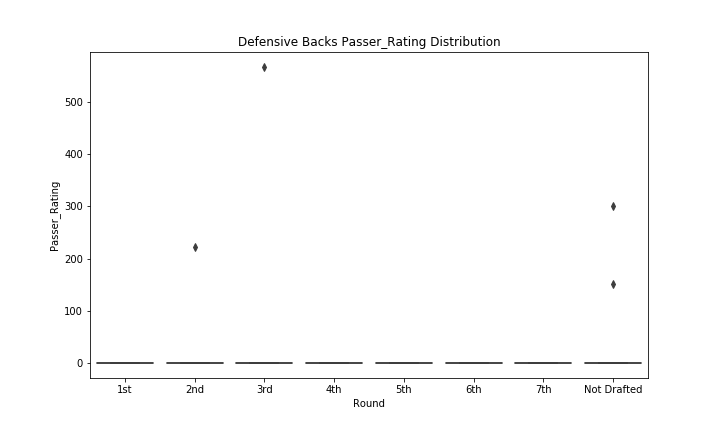 Defensive Backs Passer_Rating Distribution
500
400
300
200
100
0
Passer_Rating
1st 2nd 3rd 4th 5th 6th 7th Not Drafted
Round